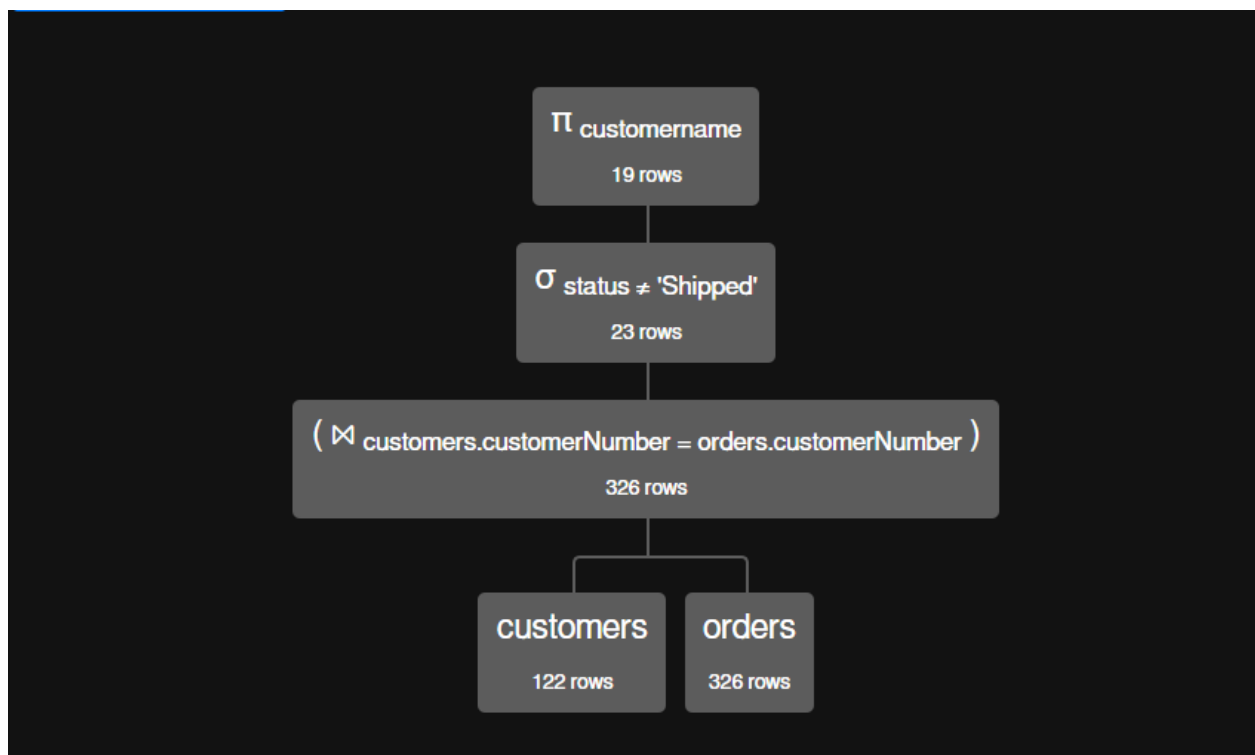 π customername
19 rows
σ status ≠ 'Shipped'
23 rows
( ⋈ customers.customerNumber = orders.customerNumber )
326 rows
customers
122 rows
orders
326 rows